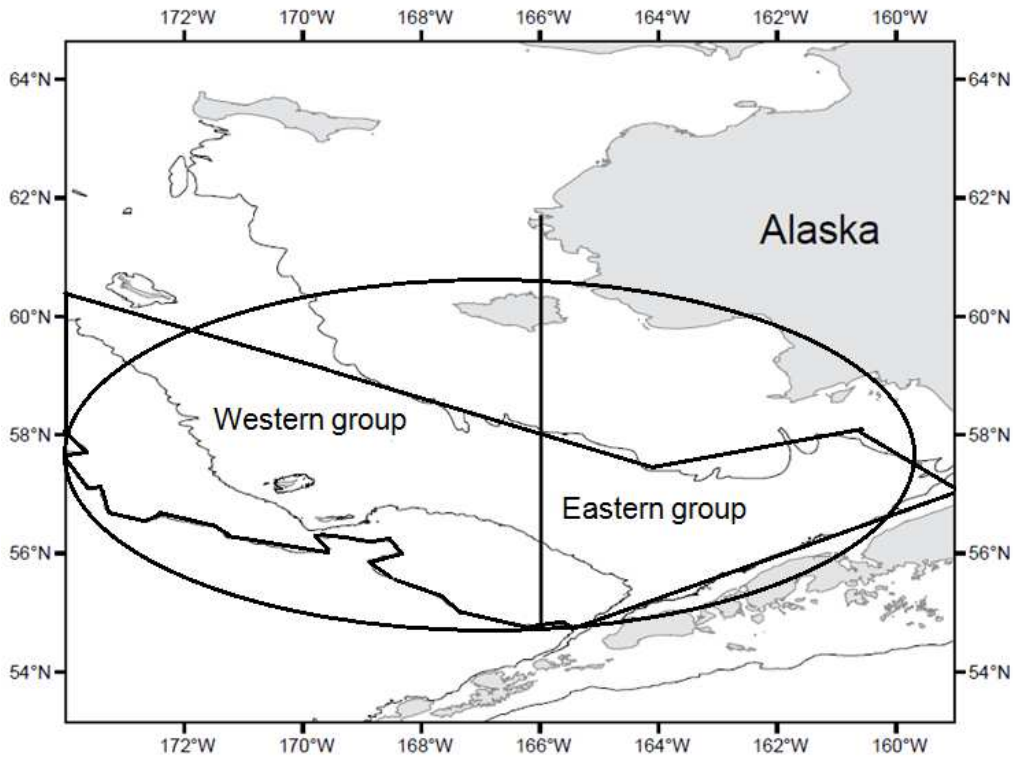 172°W 170°W 168°W 166°W 164°W 162°W 160°W
64°N 64°N
62°N 62°N
Alaska
60°N 60°N
Western group
58°N 58°N
Eastern group
56°N 56°N
54°N 54°N
172°W 170°W 168°W 166°W 164°W 162°W 160°W